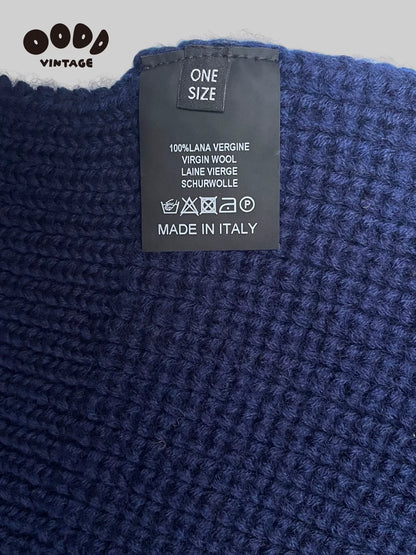 OODD
VINTAGE
ONE
SIZE
100%LANA VERGINE
VIRGIN WOOL
LAINE VIERGE
SCHURWOLLE
MADE IN ITALY